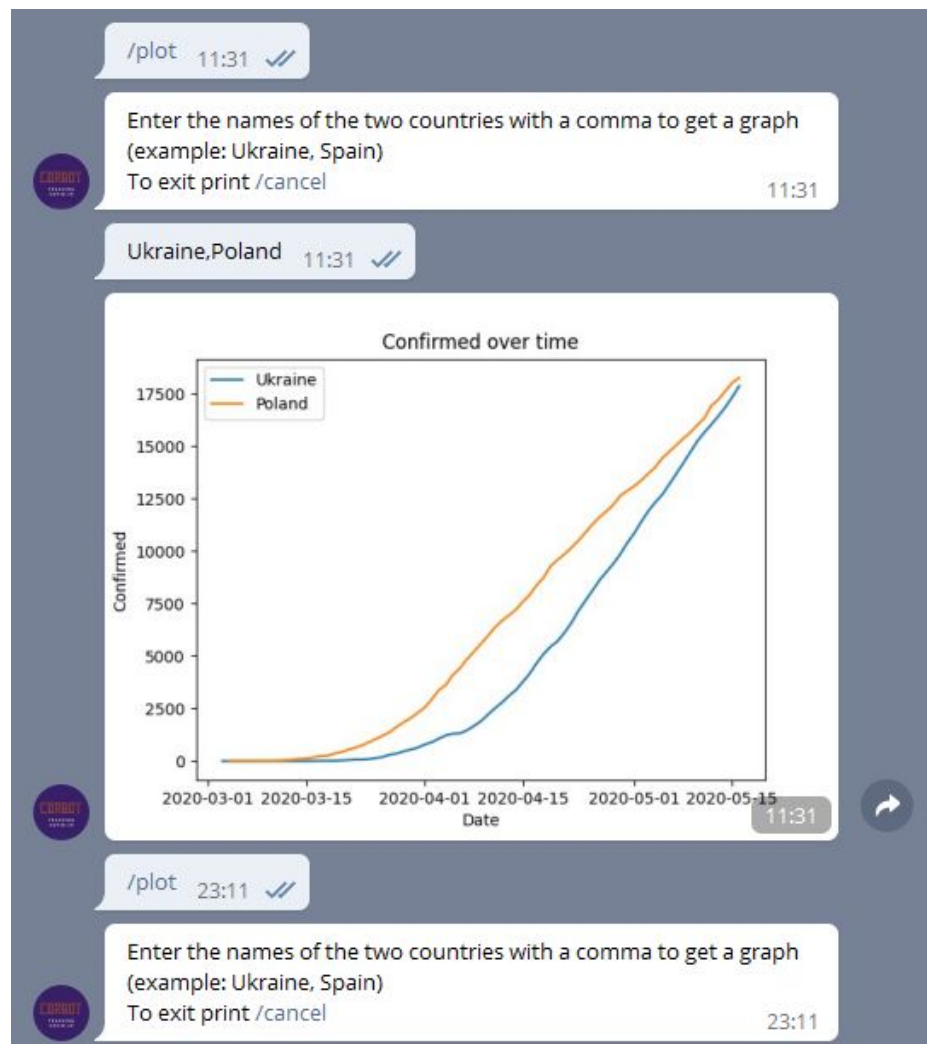 /plot 11:31
Enter the names of the two countries with a comma to get a graph
(example: Ukraine, Spain)
To exit print /cancel
11:31
CORBOT
Ukraine,Poland 11:31
Confirmed over time
Ukraine
Poland
17500
15000
12500
10000
7500
5000
2500
0
Confirmed
2020-03-01 2020-03-15 2020-04-01 2020-04-15 2020-05-01 2020-05-15
Date
11:31
CORBOT
/plot 23:11
Enter the names of the two countries with a comma to get a graph
(example: Ukraine, Spain)
To exit print /cancel
23:11
CORBOT